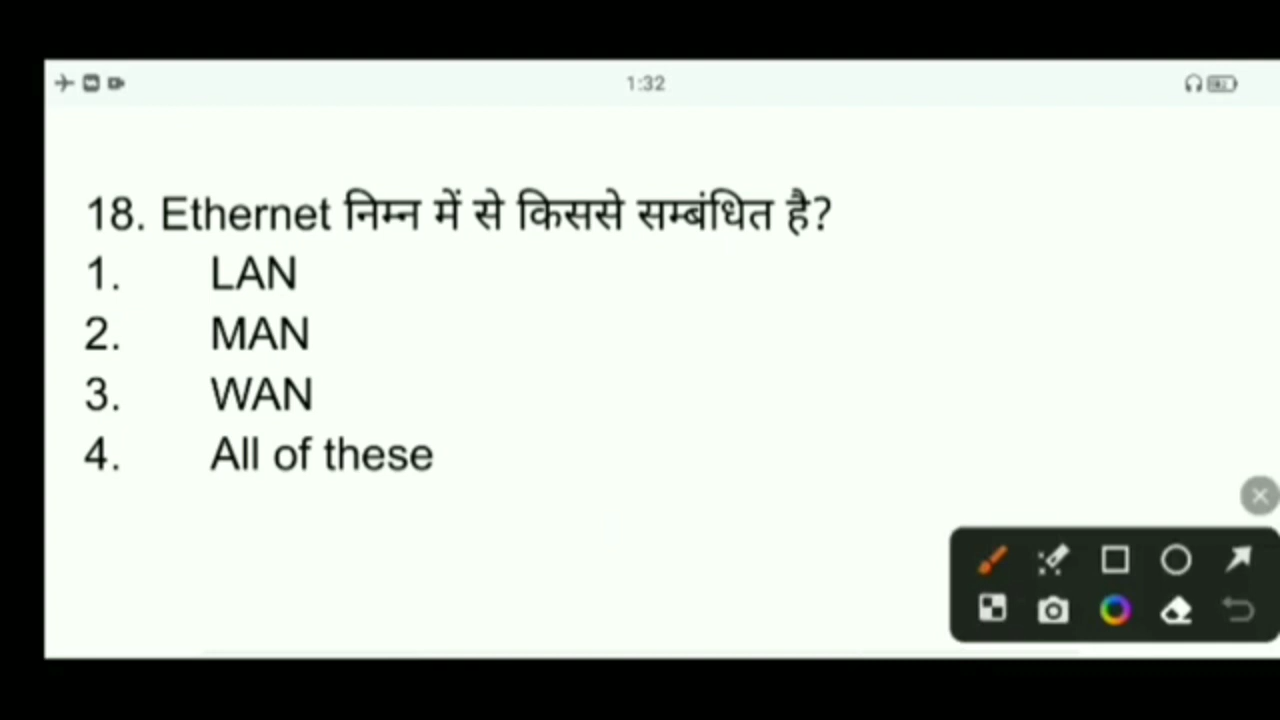 1:32
18. Ethernet निम्न में से किससे सम्बंधित है?
1. LAN
2. MAN
3. WAN
4. All of these